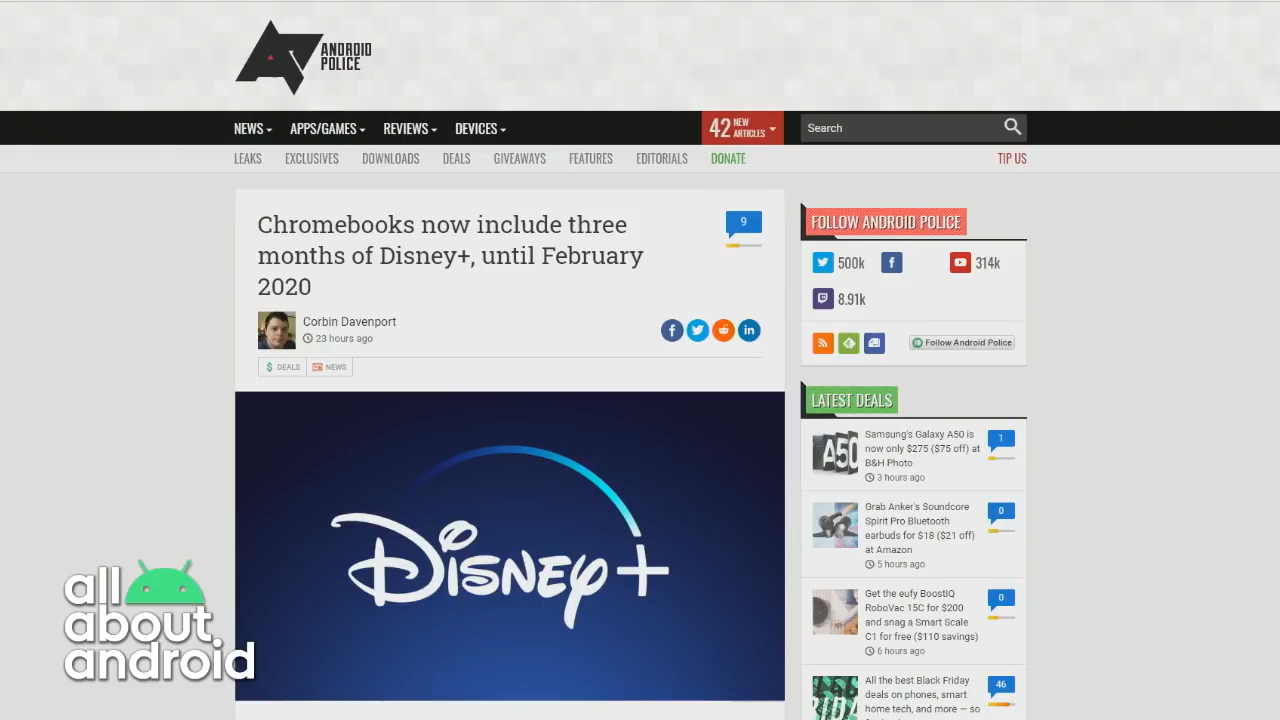 ANDROID
POLICE
NEWS
APPS/GAMES
REVIEWS
DEVICES
42 NEW
ARTICLES
Search
LEAKS
EXCLUSIVES
DOWNLOADS
DEALS
GIVEAWAYS
FEATURES
EDITORIALS
DONATE
TIP US
Chromebooks now include three
months of Disney+, until February
2020
9
Corbin Davenport
23 hours ago
DEALS
NEWS
Disney+
FOLLOW ANDROID POLICE
500k
314k
8.91k
Follow Android Police
LATEST DEALS
A50
Samsung's Galaxy A50 is
now only $275 ($75 off) at
B&H Photo
3 hours ago
1
Grab Anker's Soundcore
Spirit Pro Bluetooth
earbuds for $18 ($21 off)
at Amazon
5 hours ago
0
Get the eufy BoostIQ
RoboVac 15C for $200
and snag a Smart Scale
C1 for free ($110 savings)
6 hours ago
0
All the best Black Friday
deals on phones, smart
home tech, and more — so
46
all
about
android